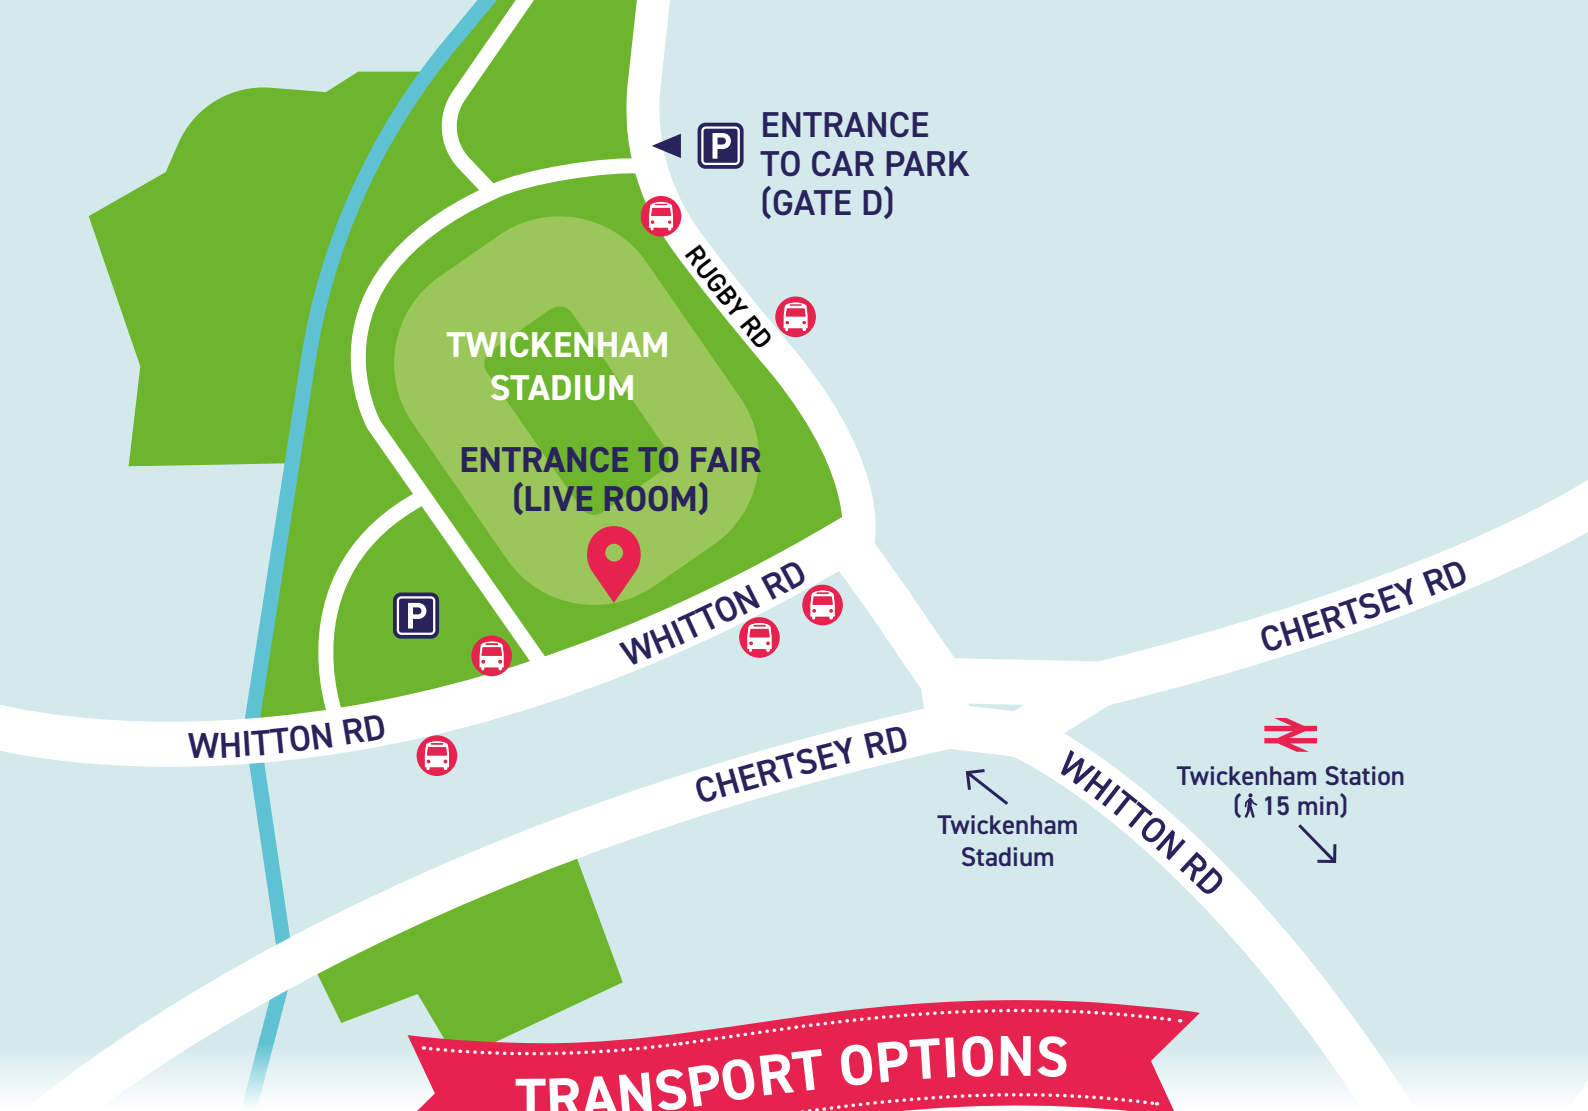 P
ENTRANCE
TO CAR PARK
(GATE D)
RUGBY RD
TWICKENHAM
STADIUM
ENTRANCE TO FAIR
(LIVE ROOM)
P
WHITTON RD
CHERTSEY RD
WHITTON RD
CHERTSEY RD
WHITTON RD
Twickenham Station
(15 min)
Twickenham
Stadium
TRANSPORT OPTIONS